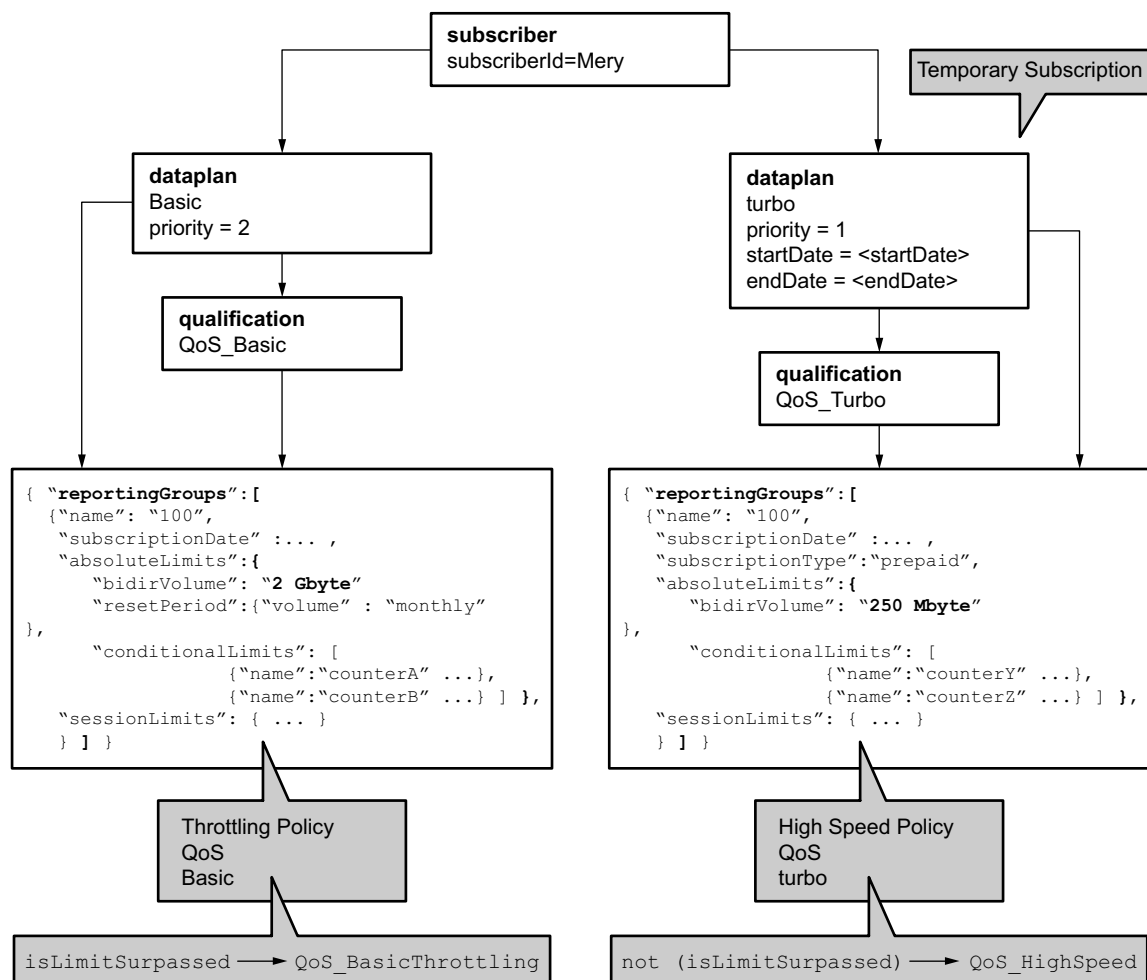 subscriber
subscriberId=Mery
Temporary Subscription
dataplan
Basic
priority = 2
dataplan
turbo
priority = 1
startDate = <startDate>
endDate = <endDate>
qualification
QoS_Basic
qualification
QoS_Turbo
{ “reportingGroups”:[
{“name”: “100”,
“subscriptionDate” :... ,
“absoluteLimits”:{
“bidirVolume”: “2 Gbyte”
“resetPeriod”:{“volume” : “monthly”
},
“conditionalLimits”: [
{“name”:“counterA” ...},
{“name”:“counterB” ...} ] },
“sessionLimits”: { ... }
} ] }
{ “reportingGroups”:[
{“name”: “100”,
“subscriptionDate” :... ,
“subscriptionType”:“prepaid”,
“absoluteLimits”:{
“bidirVolume”: “250 Mbyte”
},
“conditionalLimits”: [
{“name”:“counterY” ...},
{“name”:“counterZ” ...} ] },
“sessionLimits”: { ... }
} ] }
Throttling Policy
QoS
Basic
High Speed Policy
QoS
turbo
isLimitSurpassed → QoS_BasicThrottling
not (isLimitSurpassed) → QoS_HighSpeed